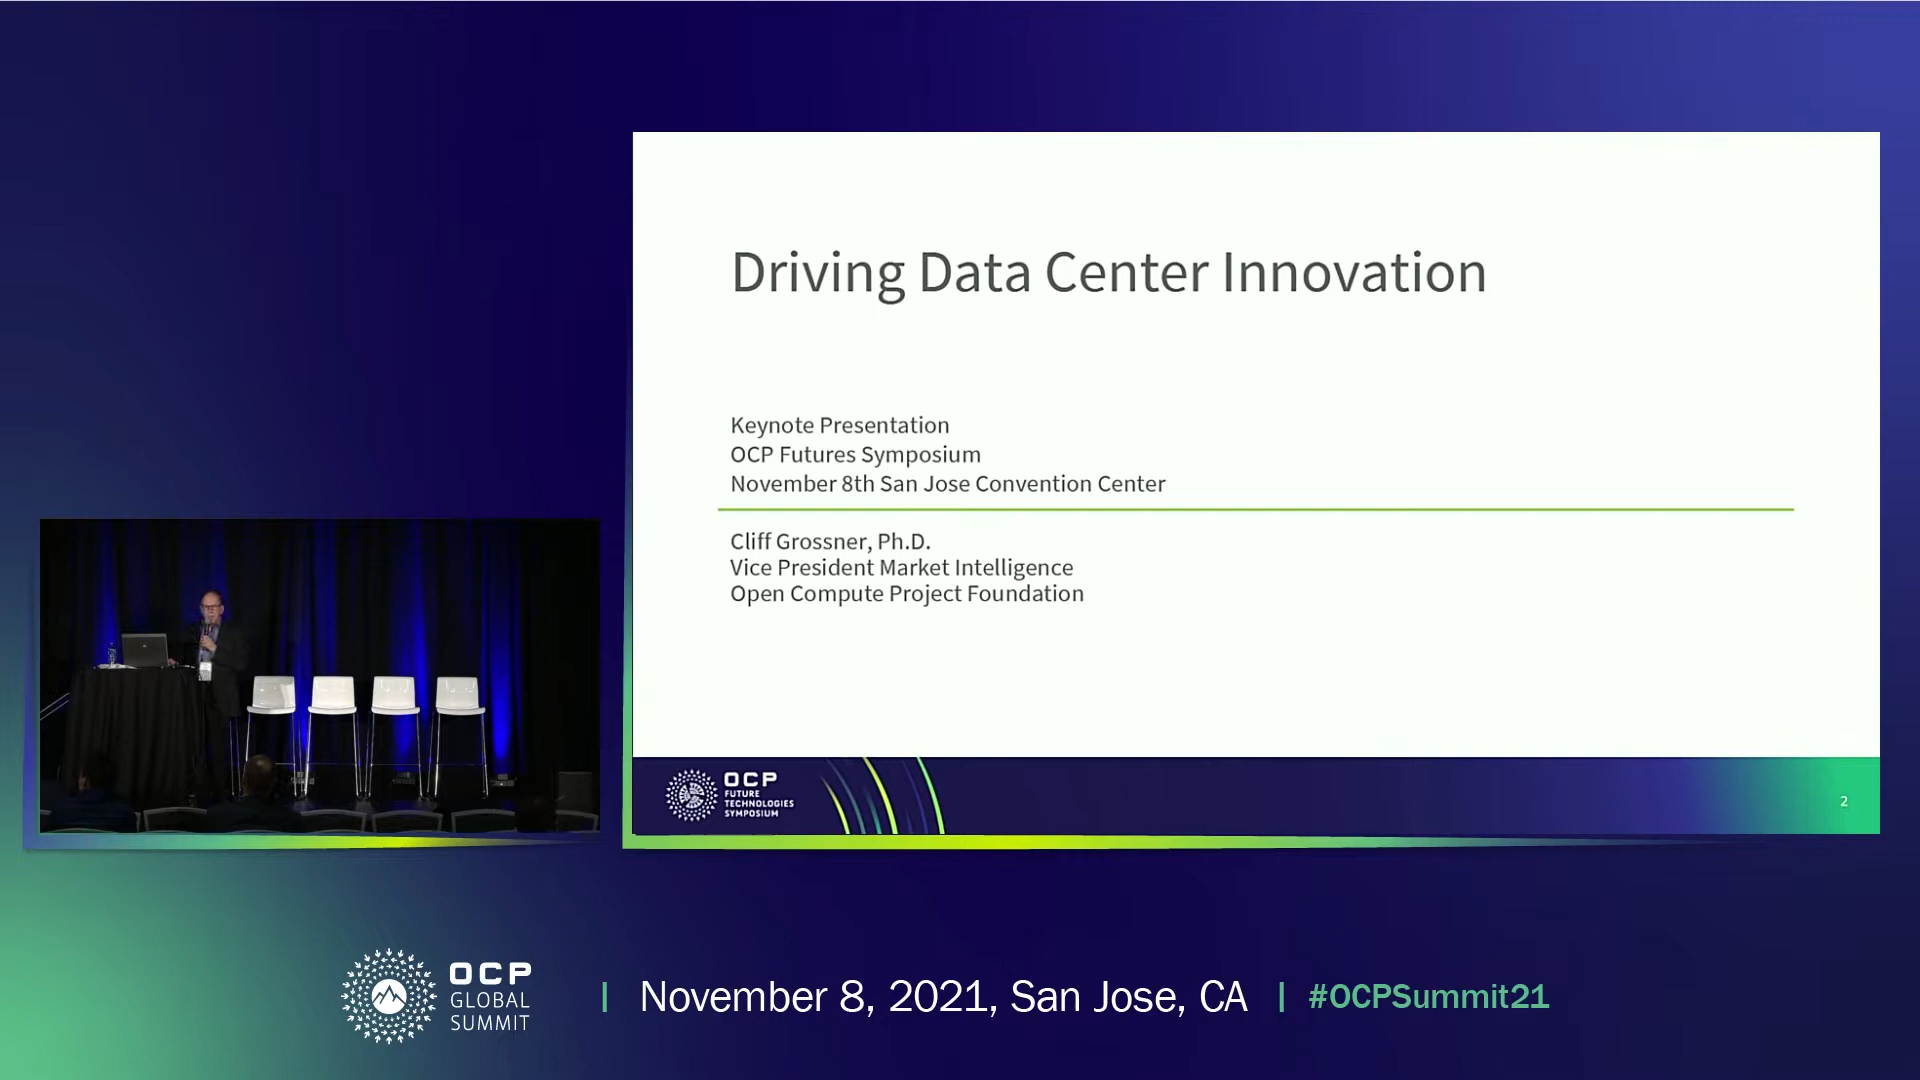 Driving Data Center Innovation
Keynote Presentation
OCP Futures Symposium
November 8th San Jose Convention Center
Cliff Grossner, Ph.D.
Vice President Market Intelligence
Open Compute Project Foundation
OCP
FUTURE
TECHNOLOGIES
SYMPOSIUM
2
OCP
GLOBAL
SUMMIT
November 8, 2021, San Jose, CA
#OCPSummit21